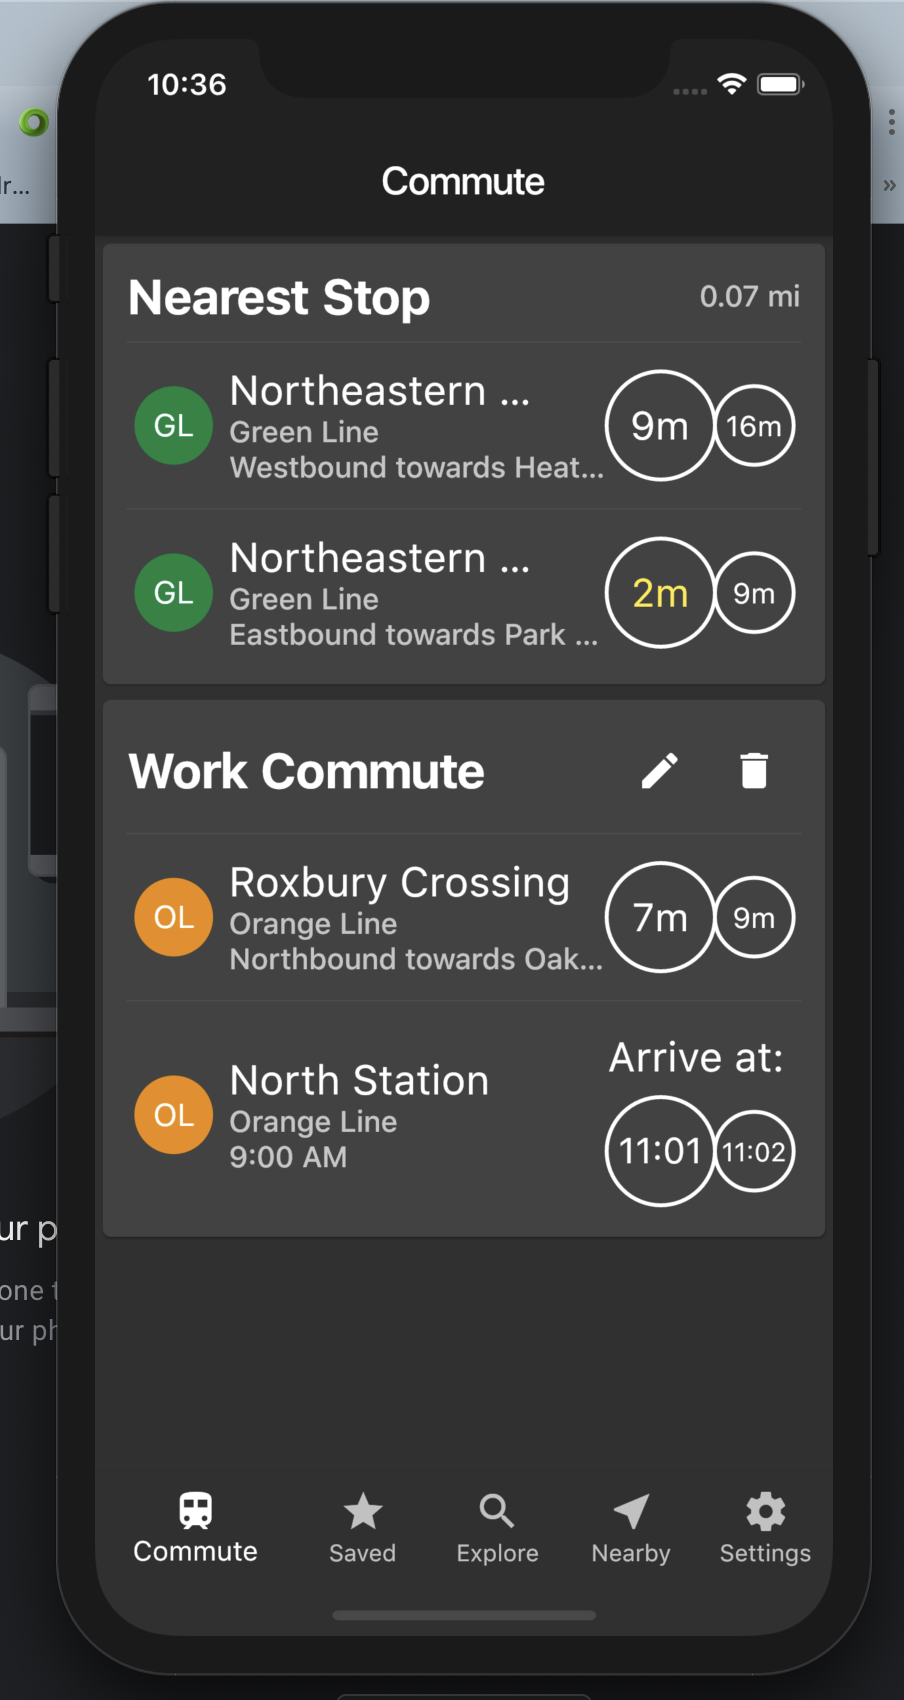 10:36
lr...
»
Commute
Nearest Stop
0.07 mi
GL
Northeastern ...
Green Line
Westbound towards Heat...
9m
16m
GL
Northeastern ...
Green Line
Eastbound towards Park ...
2m
9m
Work Commute
OL
Roxbury Crossing
Orange Line
Northbound towards Oak...
7m
9m
OL
North Station
Orange Line
9:00 AM
Arrive at:
11:01
11:02
ur p
one t
ur ph
Commute
Saved
Explore
Nearby
Settings